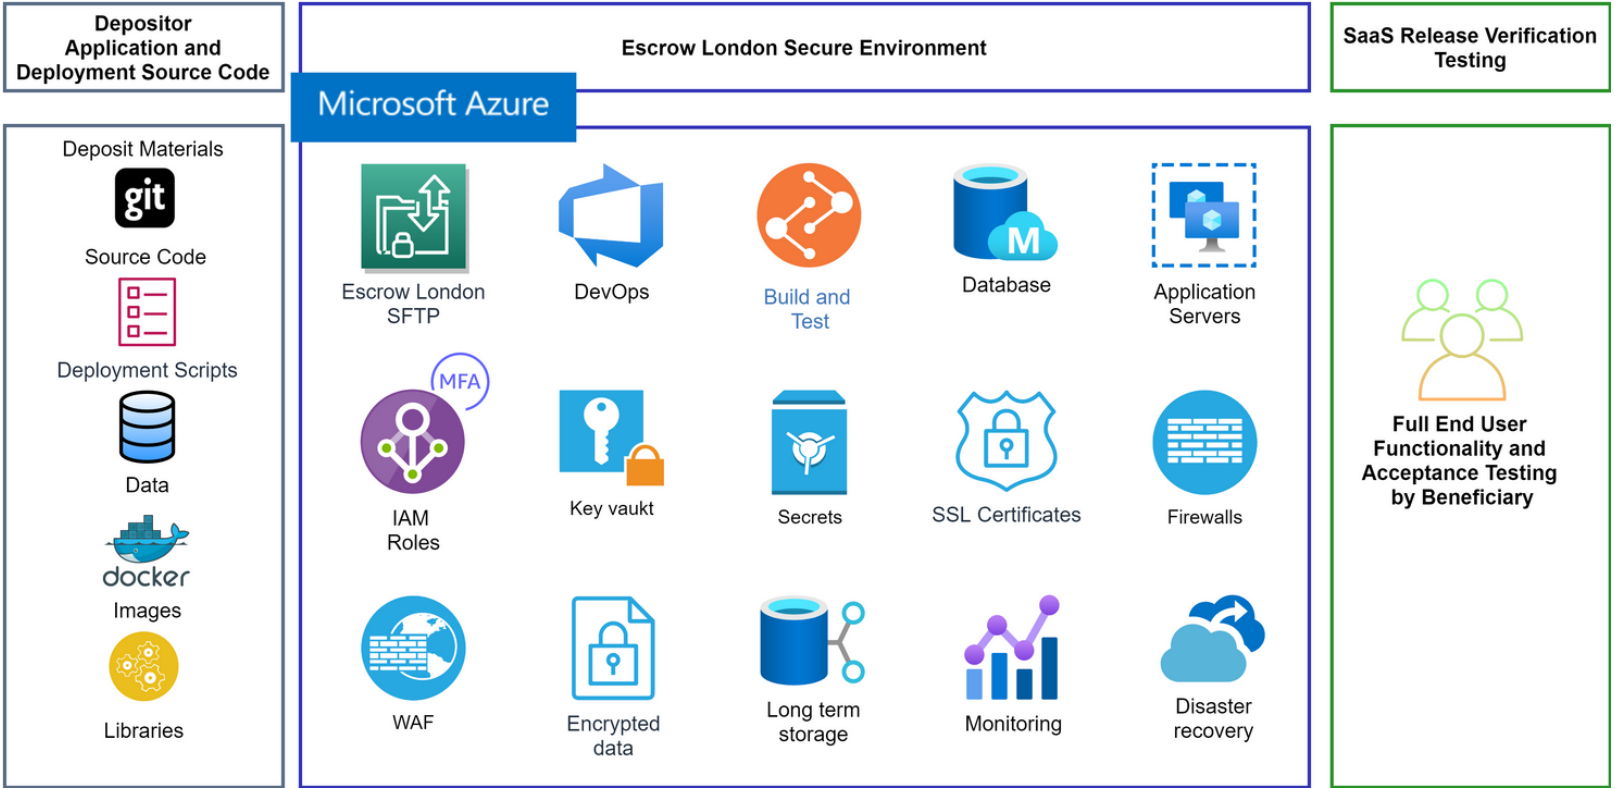 Depositor
Application and
Deployment Source Code
Escrow London Secure Environment
SaaS Release Verification
Testing
Microsoft Azure
Deposit Materials
git
Source Code
Deployment Scripts
Data
docker
Images
Libraries
Escrow London
SFTP
DevOps
Build and
Test
M
Database
Application
Servers
MFA
IAM
Roles
Key vaukt
Secrets
SSL Certificates
Firewalls
WAF
Encrypted
data
Long term
storage
Monitoring
Disaster
recovery
Full End User
Functionality and
Acceptance Testing
by Beneficiary